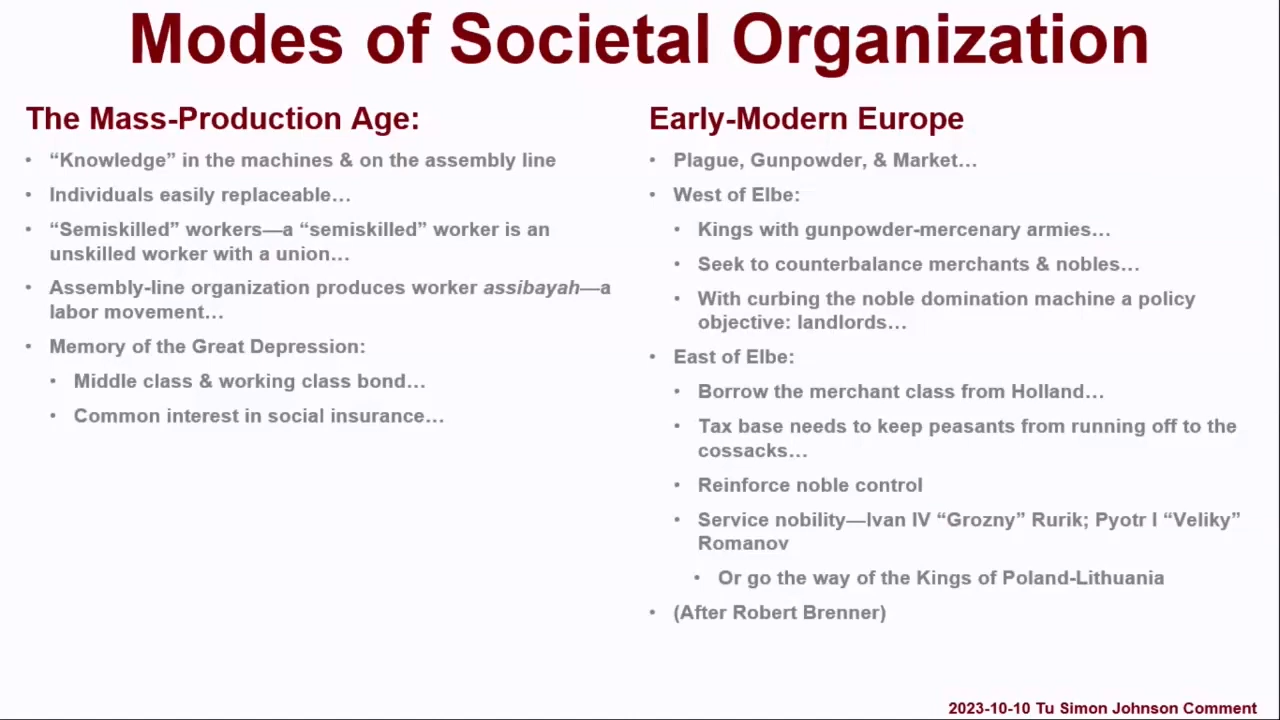 Modes of Societal Organization
The Mass-Production Age:
• “Knowledge” in the machines & on the assembly line
• Individuals easily replaceable…
• “Semiskilled” workers—a “semiskilled” worker is an
unskilled worker with a union…
• Assembly-line organization produces worker assibayah—a
labor movement…
• Memory of the Great Depression:
• Middle class & working class bond…
• Common interest in social insurance…
Early-Modern Europe
• Plague, Gunpowder, & Market…
• West of Elbe:
• Kings with gunpowder-mercenary armies…
• Seek to counterbalance merchants & nobles…
• With curbing the noble domination machine a policy
objective: landlords…
• East of Elbe:
• Borrow the merchant class from Holland…
• Tax base needs to keep peasants from running off to the
cossacks…
• Reinforce noble control
• Service nobility—Ivan IV “Grozny” Rurik; Pyotr I “Veliky”
Romanov
• Or go the way of the Kings of Poland-Lithuania
• (After Robert Brenner)
2023-10-10 Tu Simon Johnson Comment